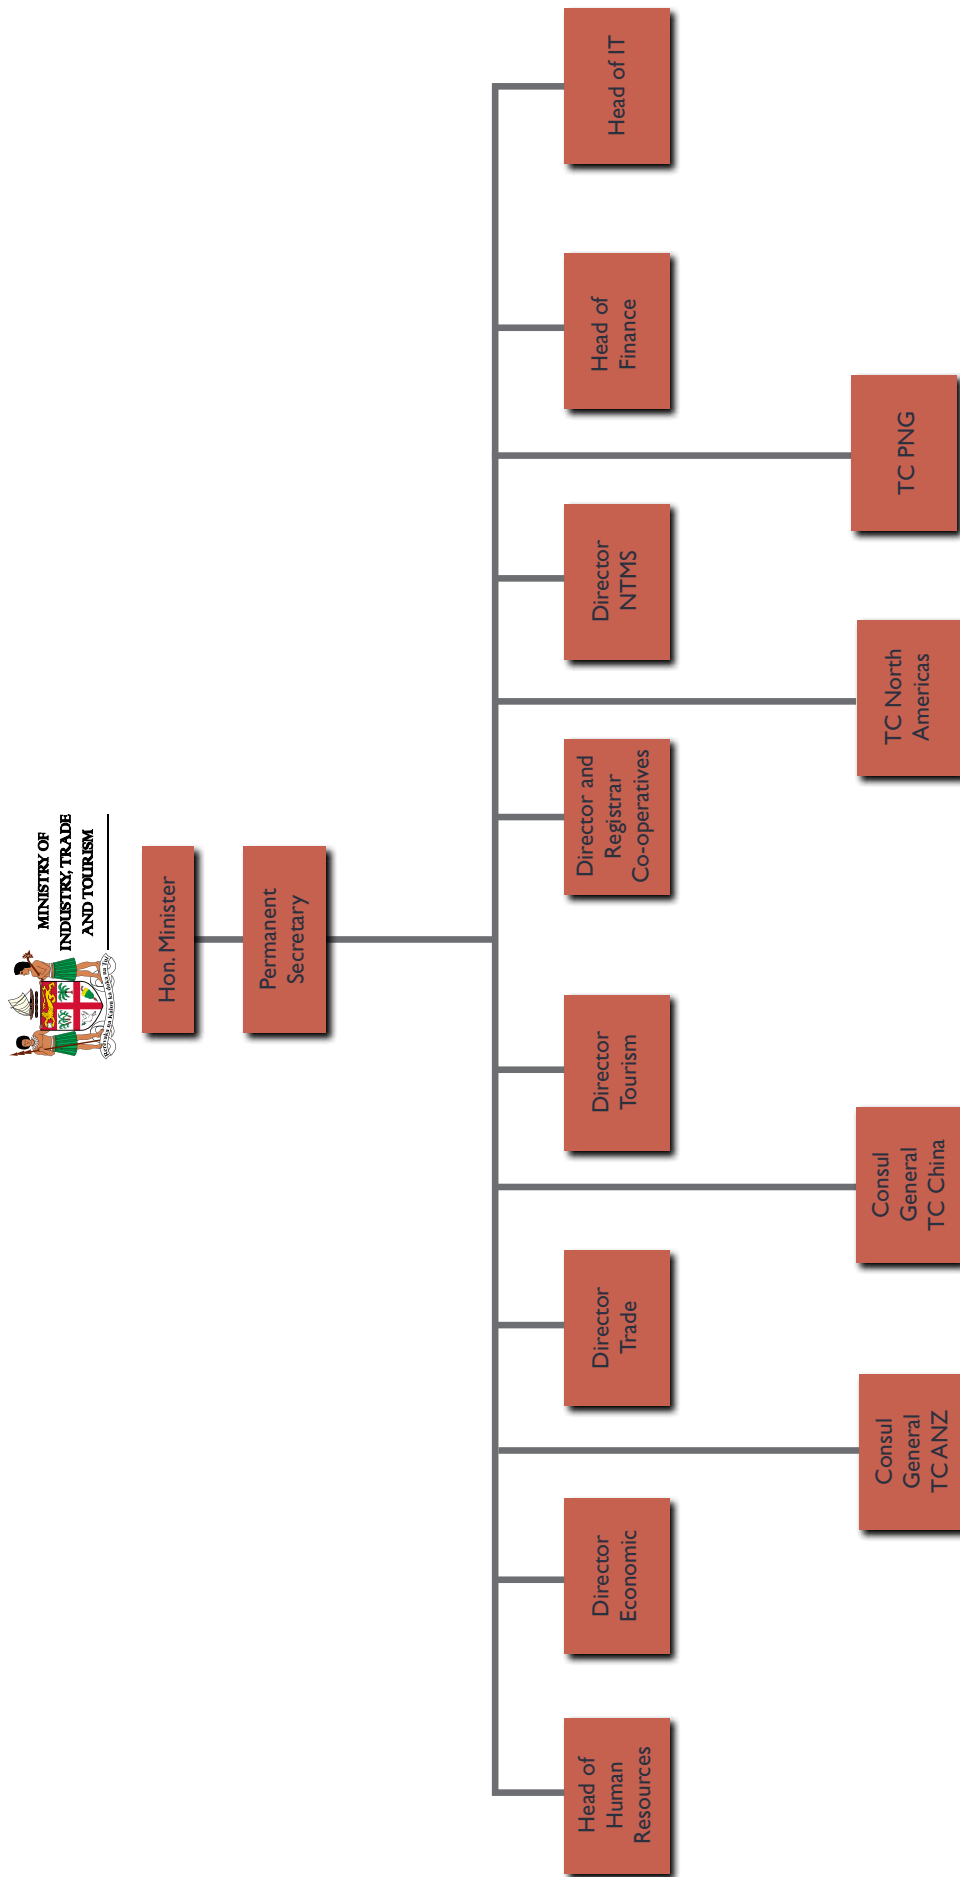 MINISTRY OF
INDUSTRY, TRADE
AND TOURISM
Hon. Minister
Permanent
Secretary
Head of
Human
Resources
Director
Economic
Director
Trade
Director
Tourism
Director and
Registrar
Co-operatives
Director
NTMS
Head of
Finance
Head of IT
Consul
General
TC ANZ
Consul
General
TC China
TC North
Americas
TC PNG